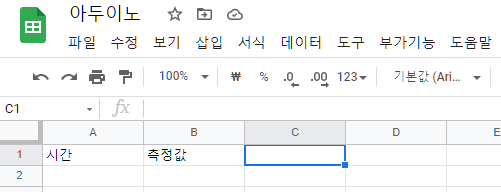 아두이노
파일 수정 보기 삽입 서식 데이터 도구 부가기능 도움말
100% ₩ % .0 .00 123 기본값 (Ari...
C1 fx
A B C D E
1 시간 측정값
2